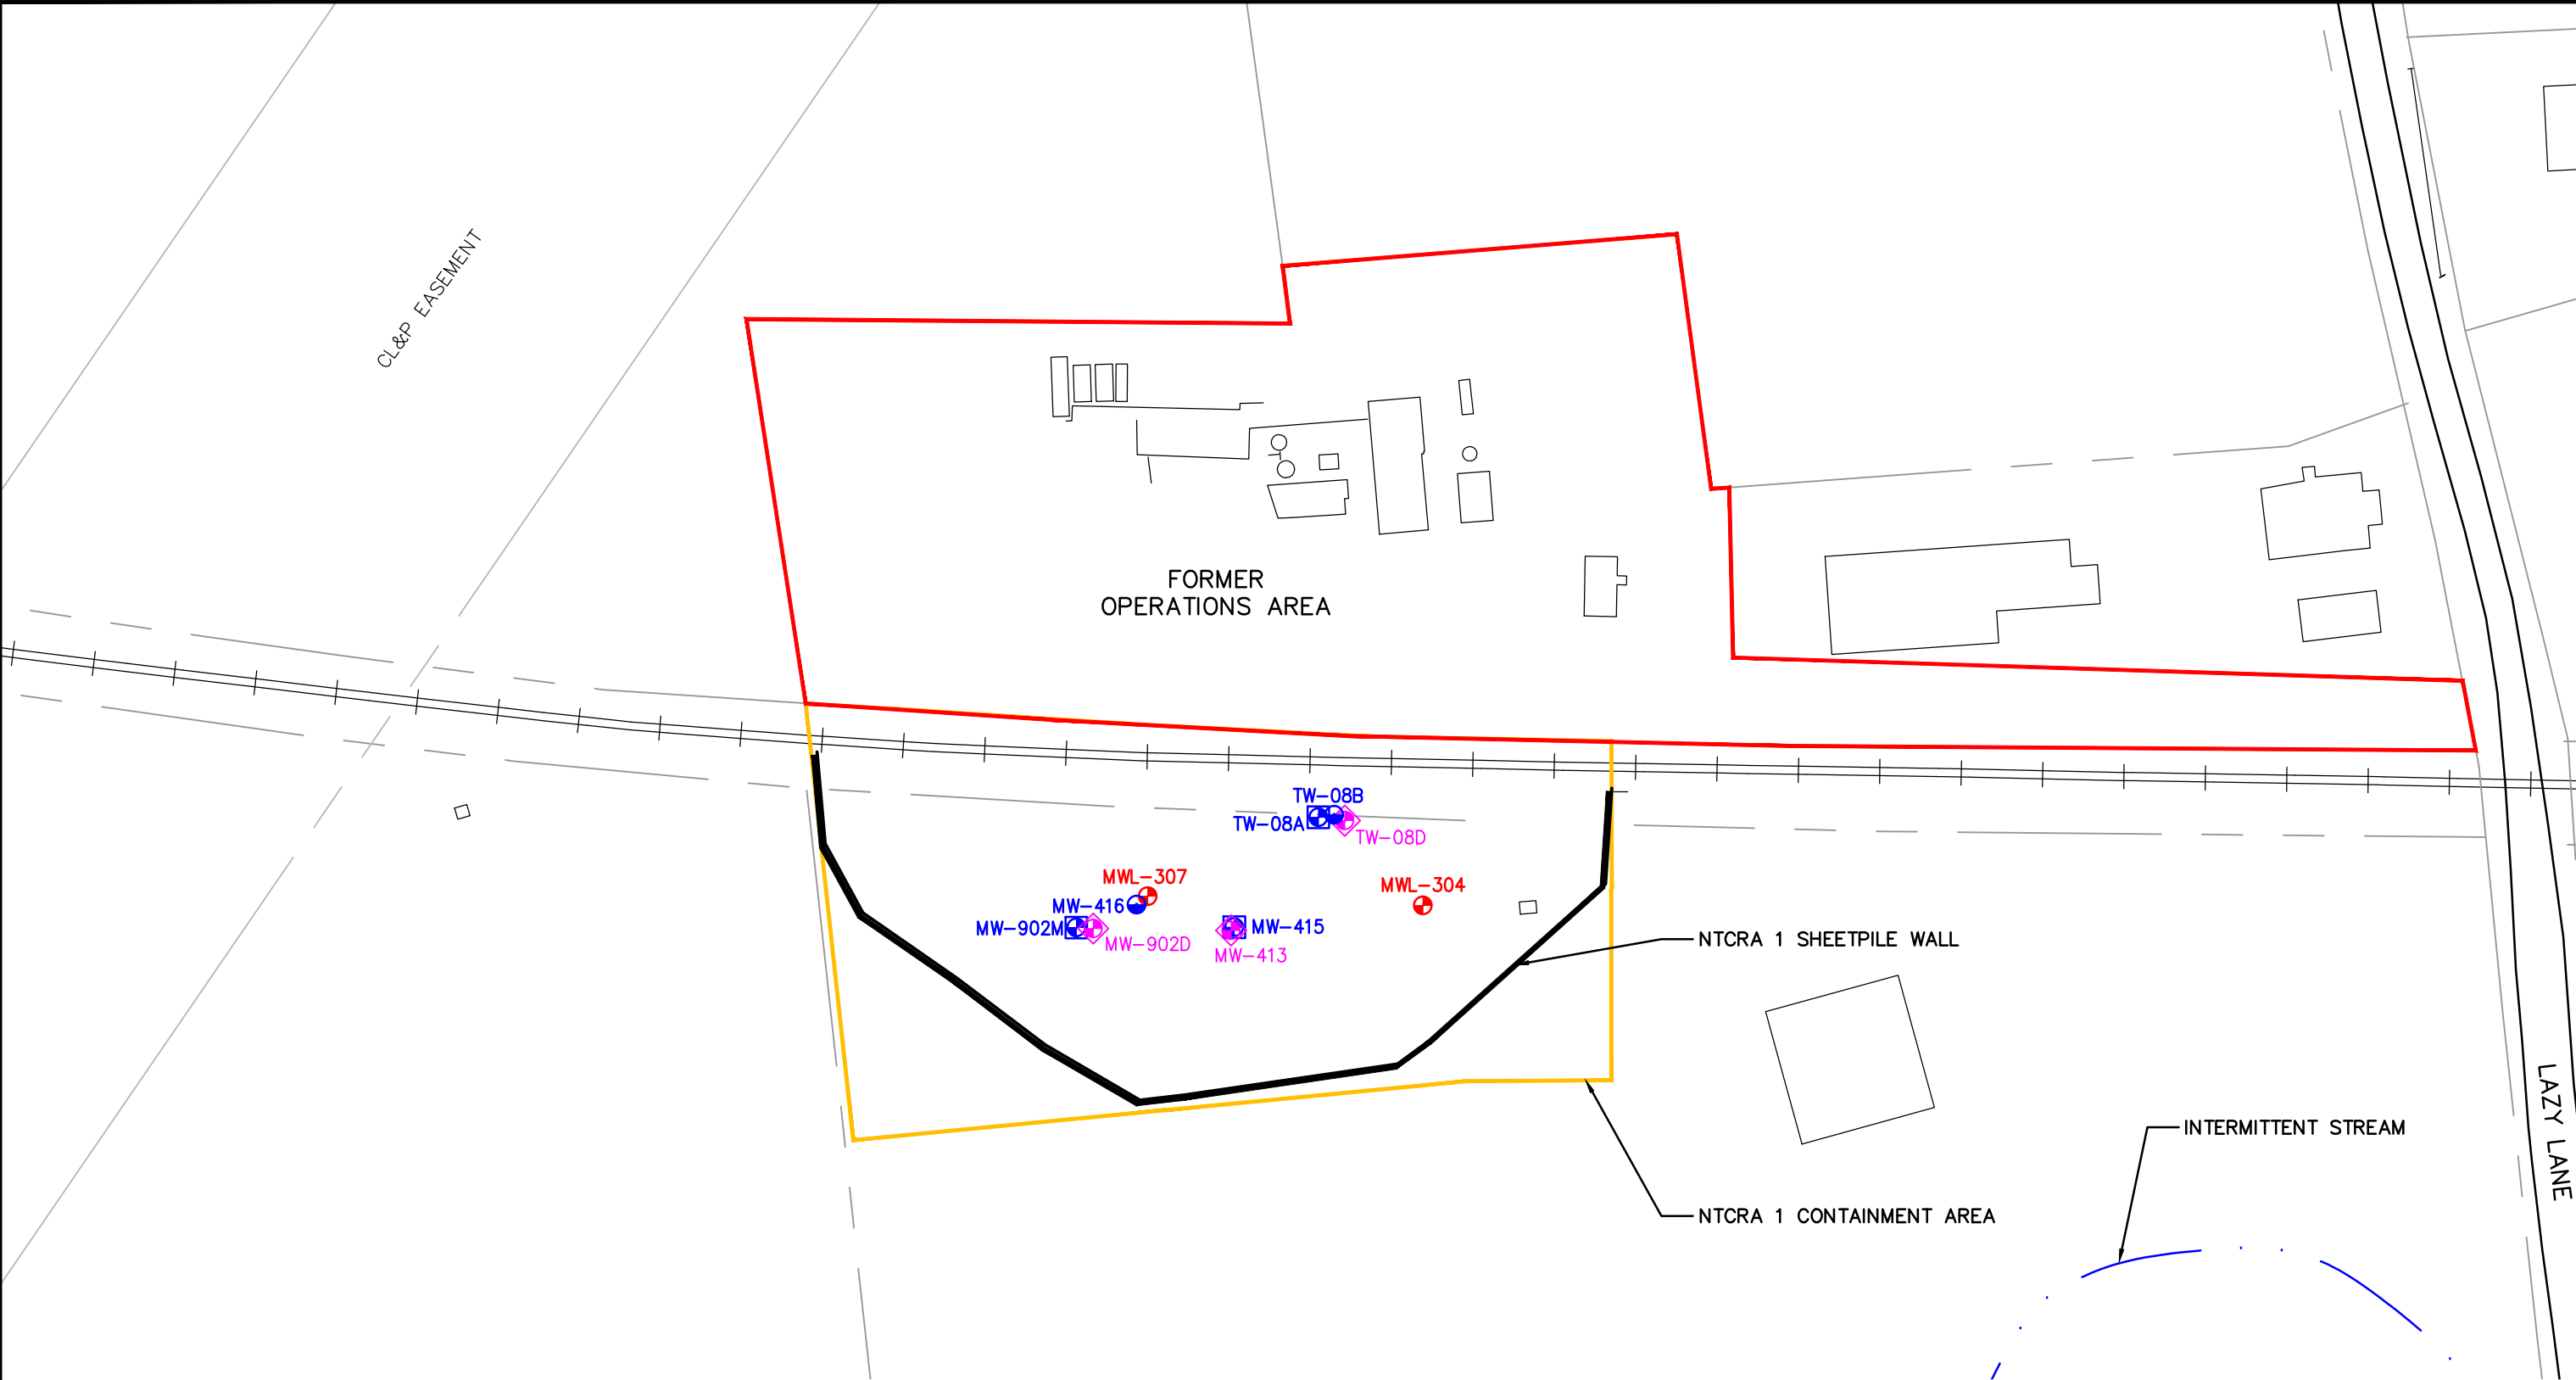 CL&P EASEMENT
FORMER
OPERATIONS AREA
TW-08B
TW-08A
TW-08D
MWL-307
MWL-304
MW-416
MW-902M
MW-415
MW-902D
MW-413
NTCRA 1 SHEETPILE WALL
LAZY LANE
INTERMITTENT STREAM
NTCRA 1 CONTAINMENT AREA